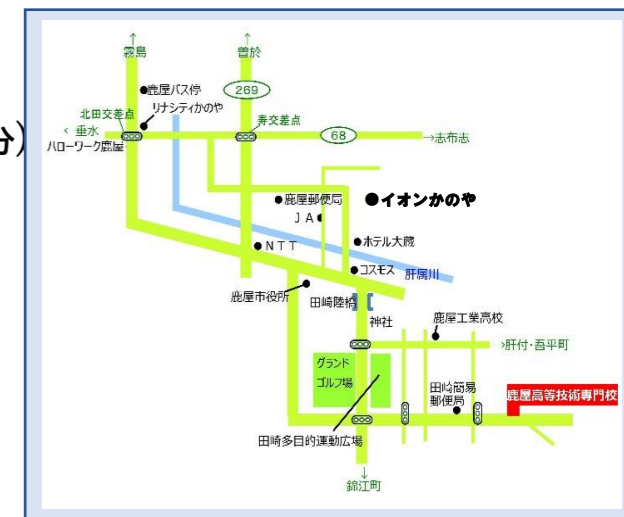 ↑
霧島
↑
曽於
●鹿屋バス停
269
リナシティかのや
北田交差点
寿交差点
分)
< 垂水
68
→志布志
ハローワーク鹿屋
●鹿屋郵便局
●イオンかのや
JA●
●NTT
●ホテル大蔵
●コスモス
肝属川
鹿屋市役所
田崎陸橋
神社
鹿屋工業高校
→肝付・吾平町
グランド
ゴルフ場
田崎簡易
郵便局
鹿屋高等技術専門校
田崎多目的運動広場
↓
錦江町